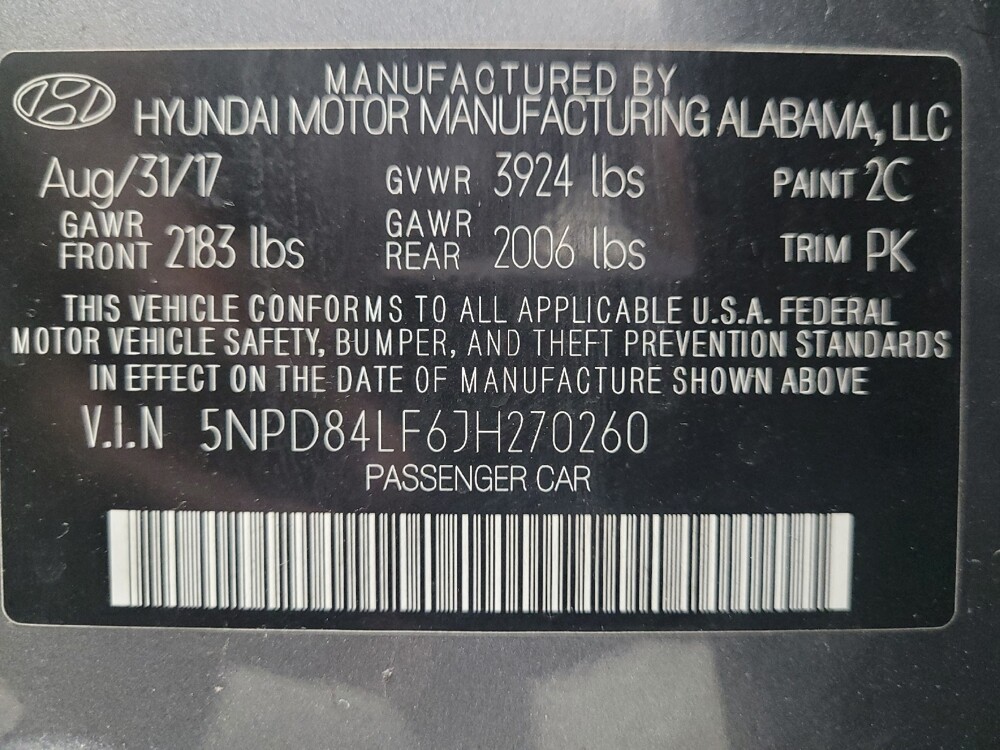 MANUFACTURED BY
HYUNDAI MOTOR MANUFACTURING ALABAMA, LLC
Aug/31/17 GVWR 3924 lbs PAINT 2C
GAWR FRONT 2183 lbs GAWR REAR 2006 lbs TRIM PK
THIS VEHICLE CONFORMS TO ALL APPLICABLE U.S.A. FEDERAL
MOTOR VEHICLE SAFETY, BUMPER, AND THEFT PREVENTION STANDARDS
IN EFFECT ON THE DATE OF MANUFACTURE SHOWN ABOVE
V.I.N 5NPD84LF6JH270260
PASSENGER CAR